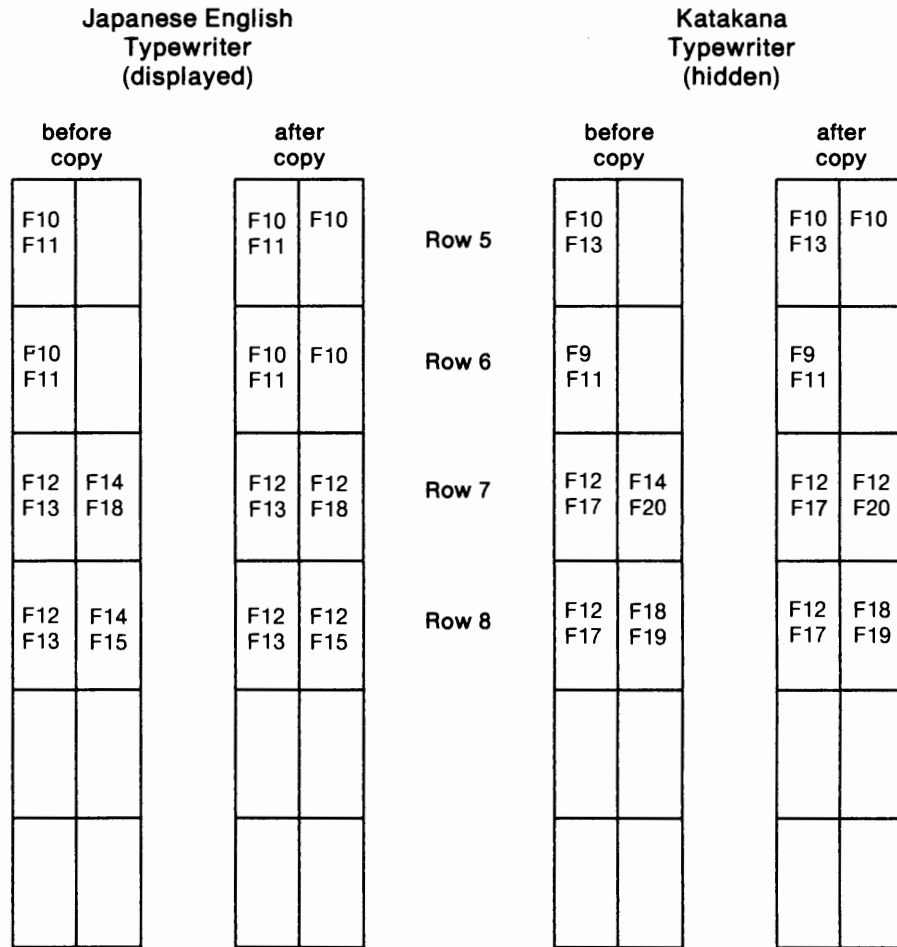 Japanese English
Typewriter
(displayed)
Katakana
Typewriter
(hidden)
before
copy
after
copy
before
copy
after
copy
F10
F11
F10 F10
F11
Row 5
F10
F13
F10 F10
F13
F10
F11
F10 F10
F11
Row 6
F9
F11
F9
F11
F12 F14
F13 F18
F12 F12
F13 F18
Row 7
F12 F14
F17 F20
F12 F12
F17 F20
F12 F14
F13 F15
F12 F12
F13 F15
Row 8
F12 F18
F17 F19
F12 F18
F17 F19